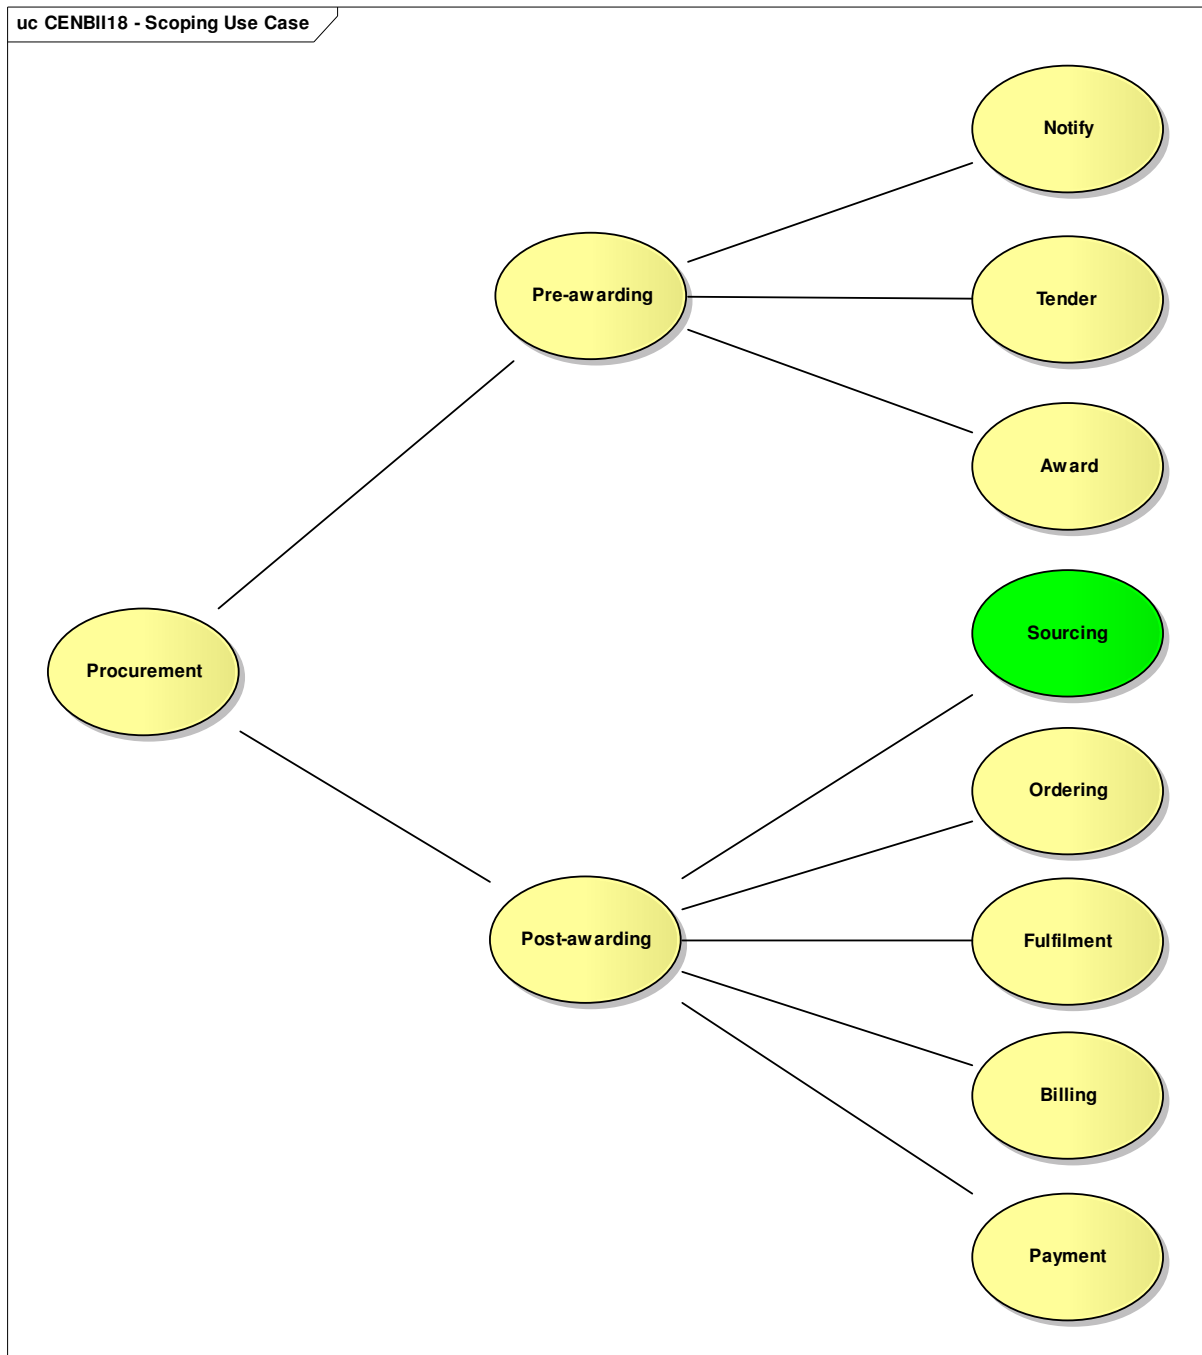 uc CENBII18 - Scoping Use Case
Notify
Pre-awarding
Tender
Award
Sourcing
Procurement
Ordering
Post-awarding
Fulfilment
Billing
Payment